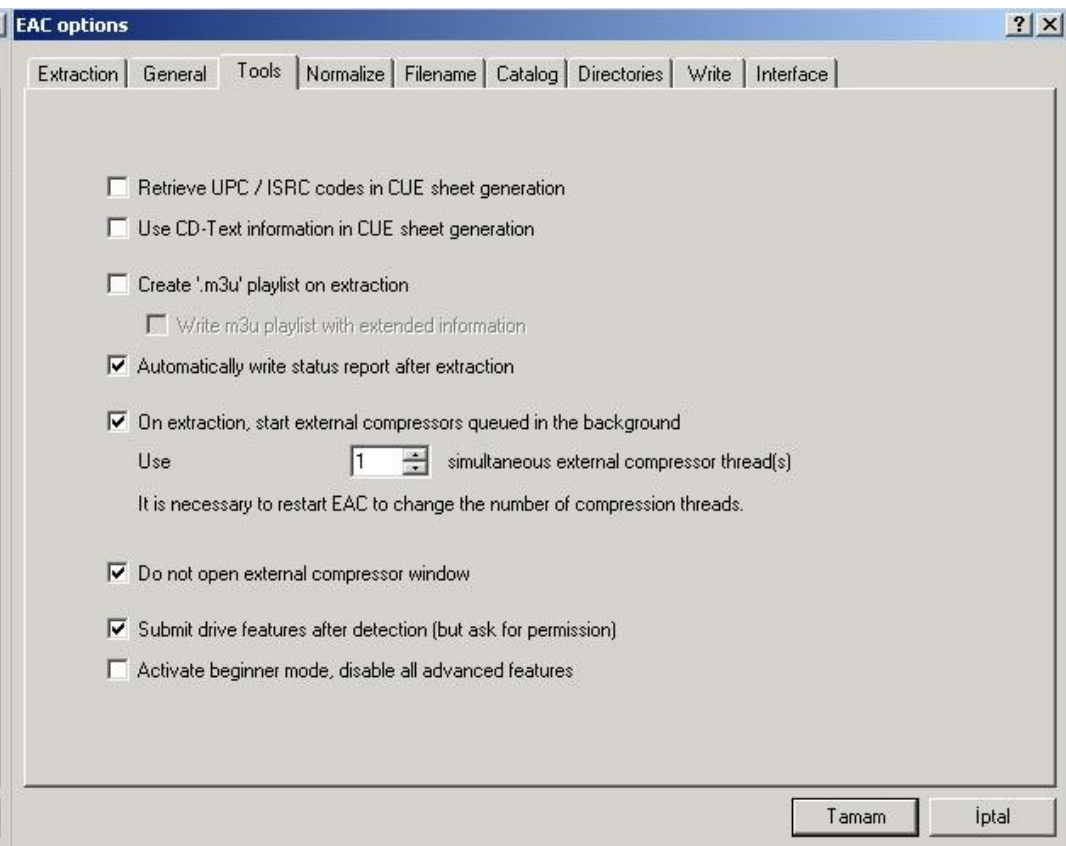 EAC options
Extraction General Tools Normalize Filename Catalog Directories Write Interface
Retrieve UPC / ISRC codes in CUE sheet generation
Use CD-Text information in CUE sheet generation
Create '.m3u' playlist on extraction
Write m3u playlist with extended information
Automatically write status report after extraction
On extraction, start external compressors queued in the background
Use 1 simultaneous external compressor thread(s)
It is necessary to restart EAC to change the number of compression threads.
Do not open external compressor window
Submit drive features after detection (but ask for permission)
Activate beginner mode, disable all advanced features
Tamam İptal